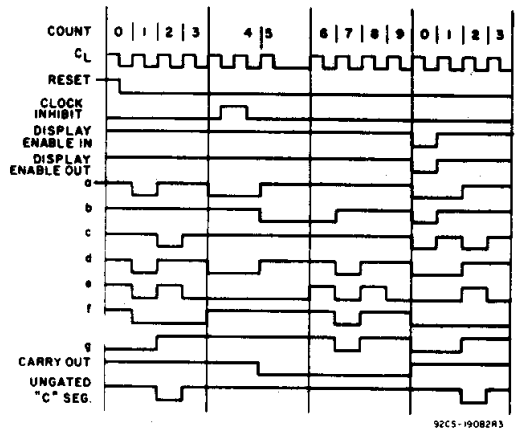 COUNT 0 1 2 3 4 5 6 7 8 9 0 1 2 3
CL
RESET
CLOCK
INHIBIT
DISPLAY
ENABLE IN
DISPLAY
ENABLE OUT
a
b
c
d
e
f
g
CARRY OUT
UNGATED
"C" SEG.
92CS-19082R3